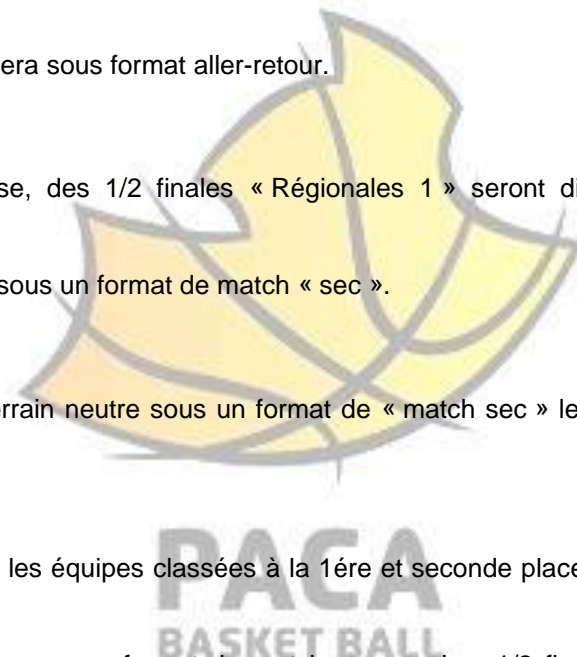 era sous format aller-retour.
se, des 1/2 finales « Régionales 1 » seront di
sous un format de match « sec ».
errain neutre sous un format de « match sec » le
les équipes classées à la 1ére et seconde place
PACA
BASKET BALL